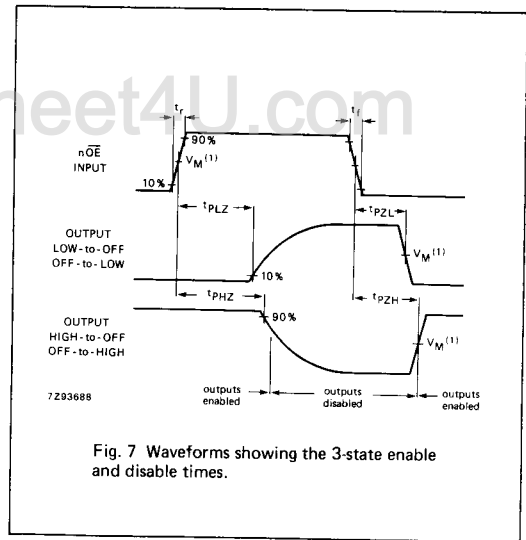 heet4U.com
tr
tf
nOE
INPUT
90%
VM(1)
10%
tPLZ
tPZL
OUTPUT
LOW-to-OFF
OFF-to-LOW
VM(1)
10%
tPHZ
tPZH
OUTPUT
HIGH-to-OFF
OFF-to-HIGH
90%
VM(1)
7Z93688
outputs
enabled
outputs
disabled
outputs
enabled
Fig. 7 Waveforms showing the 3-state enable
and disable times.